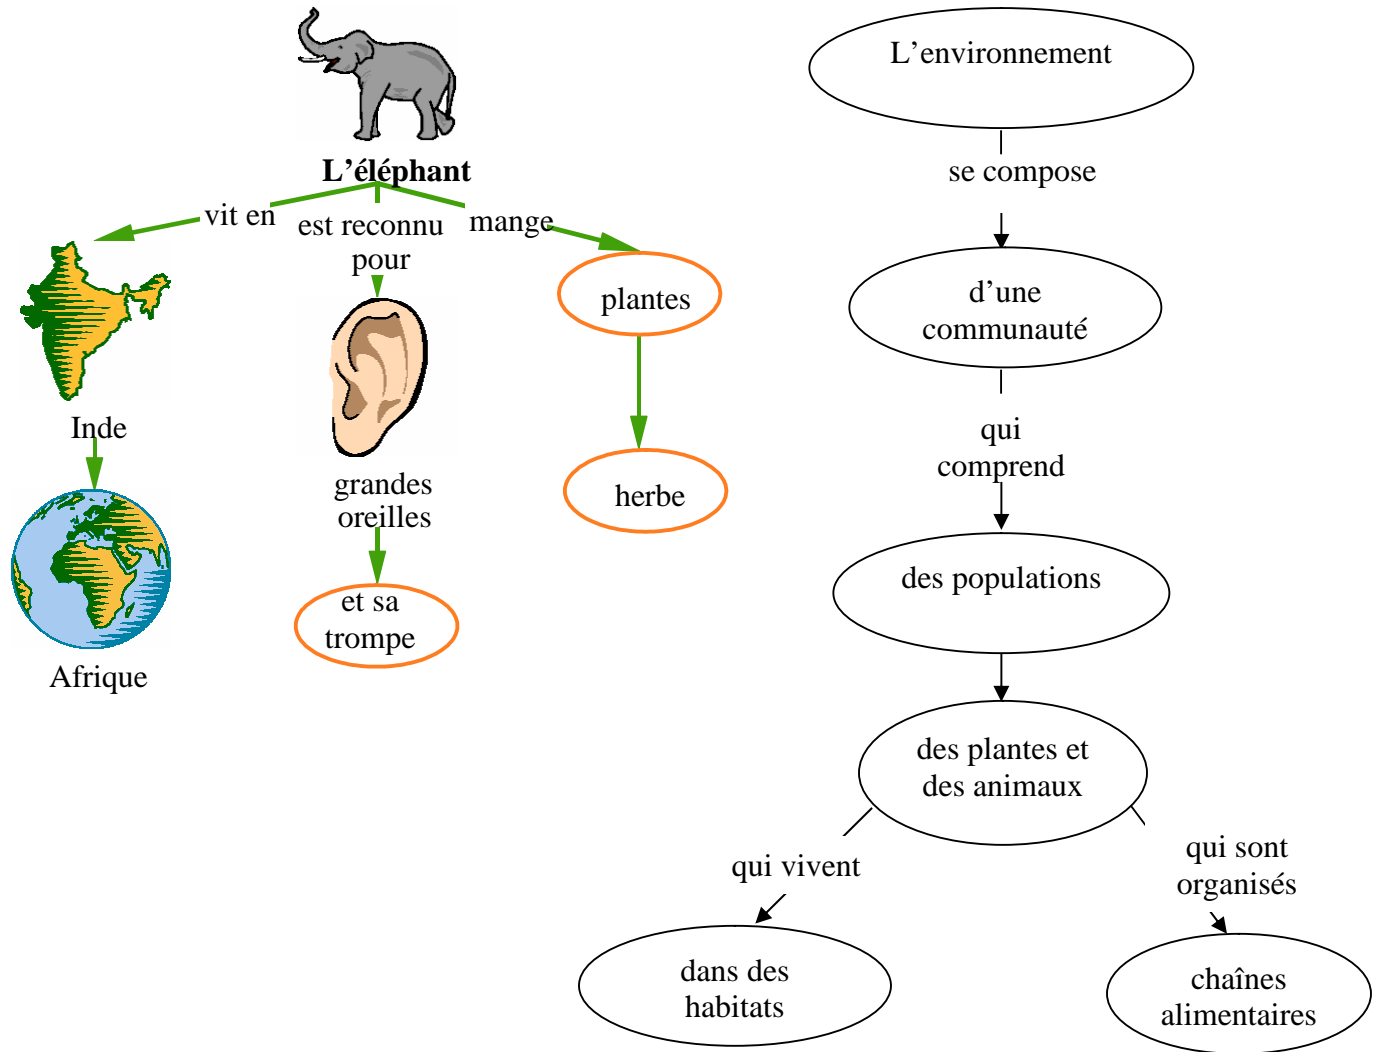 L'éléphant
vit en
est reconnu
pour
mange
Inde
Afrique
grandes
oreilles
et sa
trompe
plantes
herbe
L'environnement
se compose
d'une
communauté
qui
comprend
des populations
des plantes et
des animaux
qui vivent
dans des
habitats
qui sont
organisés
chaînes
alimentaires